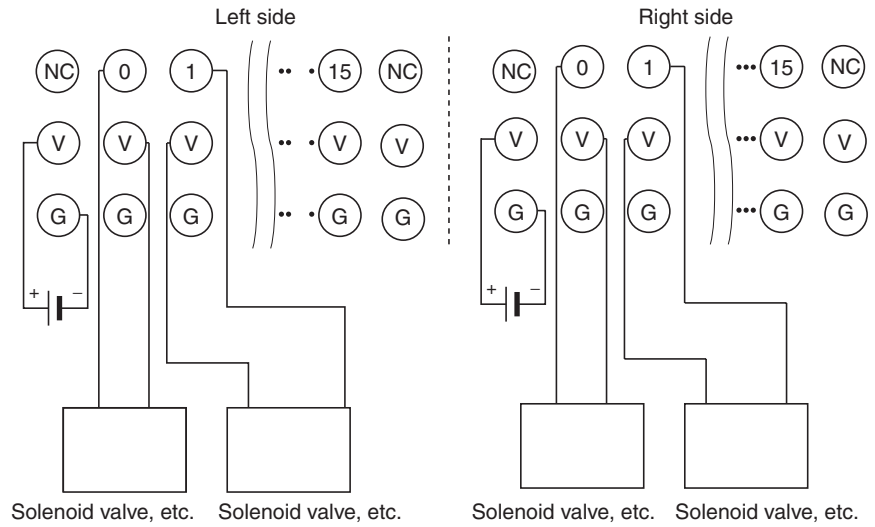 Left side Right side
NC 0 1 •• • 15 NC NC 0 1 ••• 15 NC
V V V •• • V V V V V ••• V V
G G G •• • G G G G G ••• G G
+ − + −
Solenoid valve, etc. Solenoid valve, etc. Solenoid valve, etc. Solenoid valve, etc.